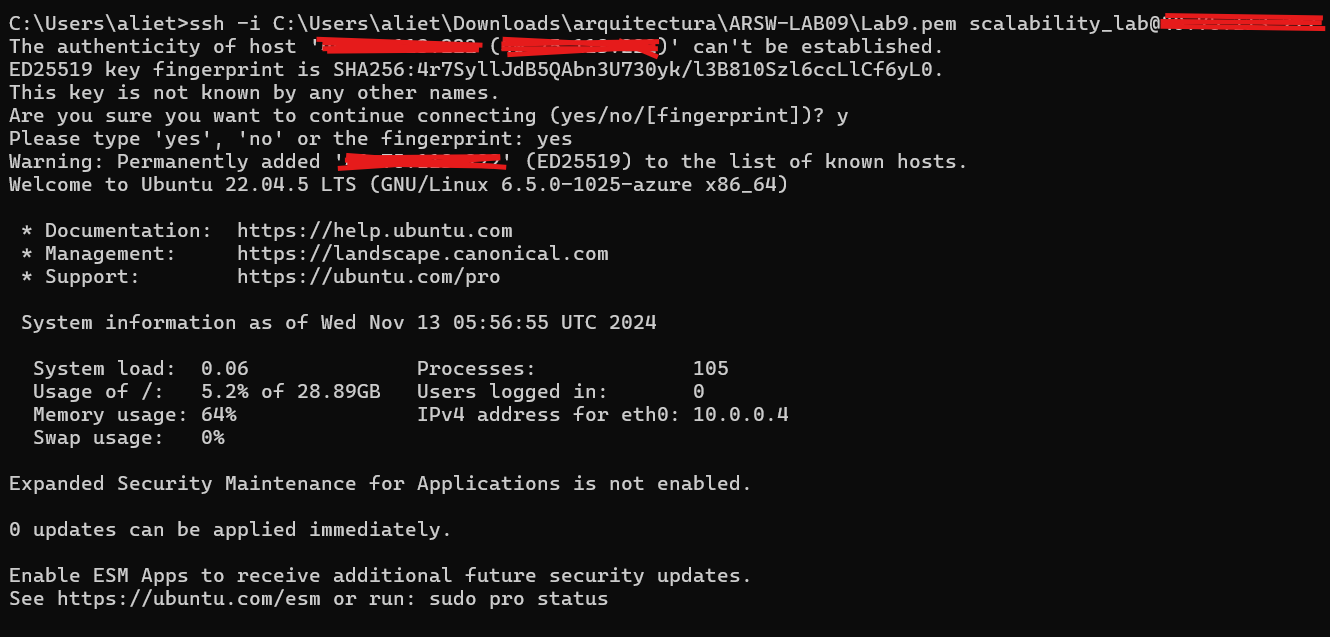 C:\Users\aliet>ssh -i C:\Users\aliet\Downloads\arquitectura\ARSW-LAB09\Lab9.pem scalability_lab@
The authenticity of host ' ( )' can't be established.
ED25519 key fingerprint is SHA256:4r7SyllJdB5QAbn3U730yk/l3B810Szl6ccLlCf6yL0.
This key is not known by any other names.
Are you sure you want to continue connecting (yes/no/[fingerprint])? y
Please type 'yes', 'no' or the fingerprint: yes
Warning: Permanently added ' ' (ED25519) to the list of known hosts.
Welcome to Ubuntu 22.04.5 LTS (GNU/Linux 6.5.0-1025-azure x86_64)
* Documentation: https://help.ubuntu.com
* Management: https://landscape.canonical.com
* Support: https://ubuntu.com/pro
System information as of Wed Nov 13 05:56:55 UTC 2024
System load: 0.06 Processes: 105
Usage of /: 5.2% of 28.89GB Users logged in: 0
Memory usage: 64% IPv4 address for eth0: 10.0.0.4
Swap usage: 0%
Expanded Security Maintenance for Applications is not enabled.
0 updates can be applied immediately.
Enable ESM Apps to receive additional future security updates.
See https://ubuntu.com/esm or run: sudo pro status